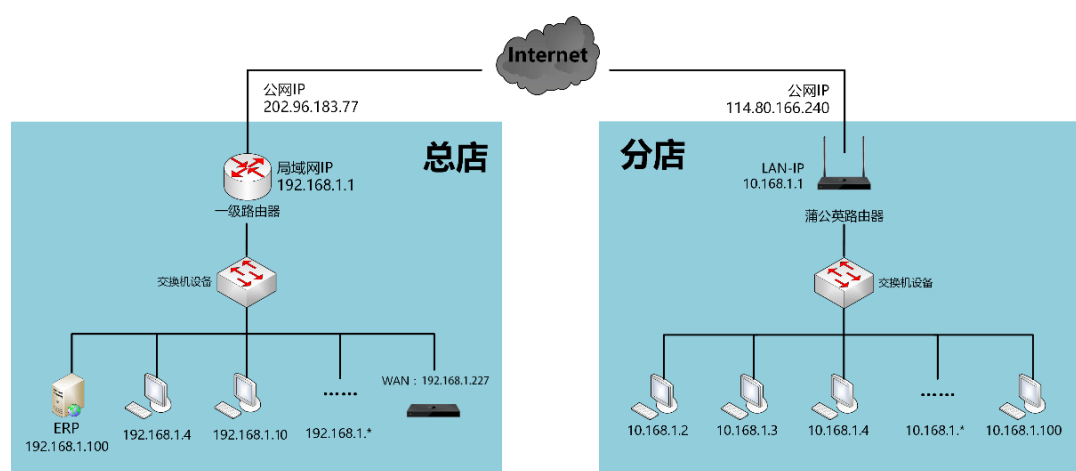 Internet
公网IP
202.96.183.77
公网IP
114.80.166.240
总店
局域网IP
192.168.1.1
一级路由器
交换机设备
ERP
192.168.1.100
192.168.1.4
192.168.1.10
……
192.168.1.*
WAN：192.168.1.227
分店
LAN-IP
10.168.1.1
蒲公英路由器
交换机设备
10.168.1.2
10.168.1.3
10.168.1.4
……
10.168.1.*
10.168.1.100